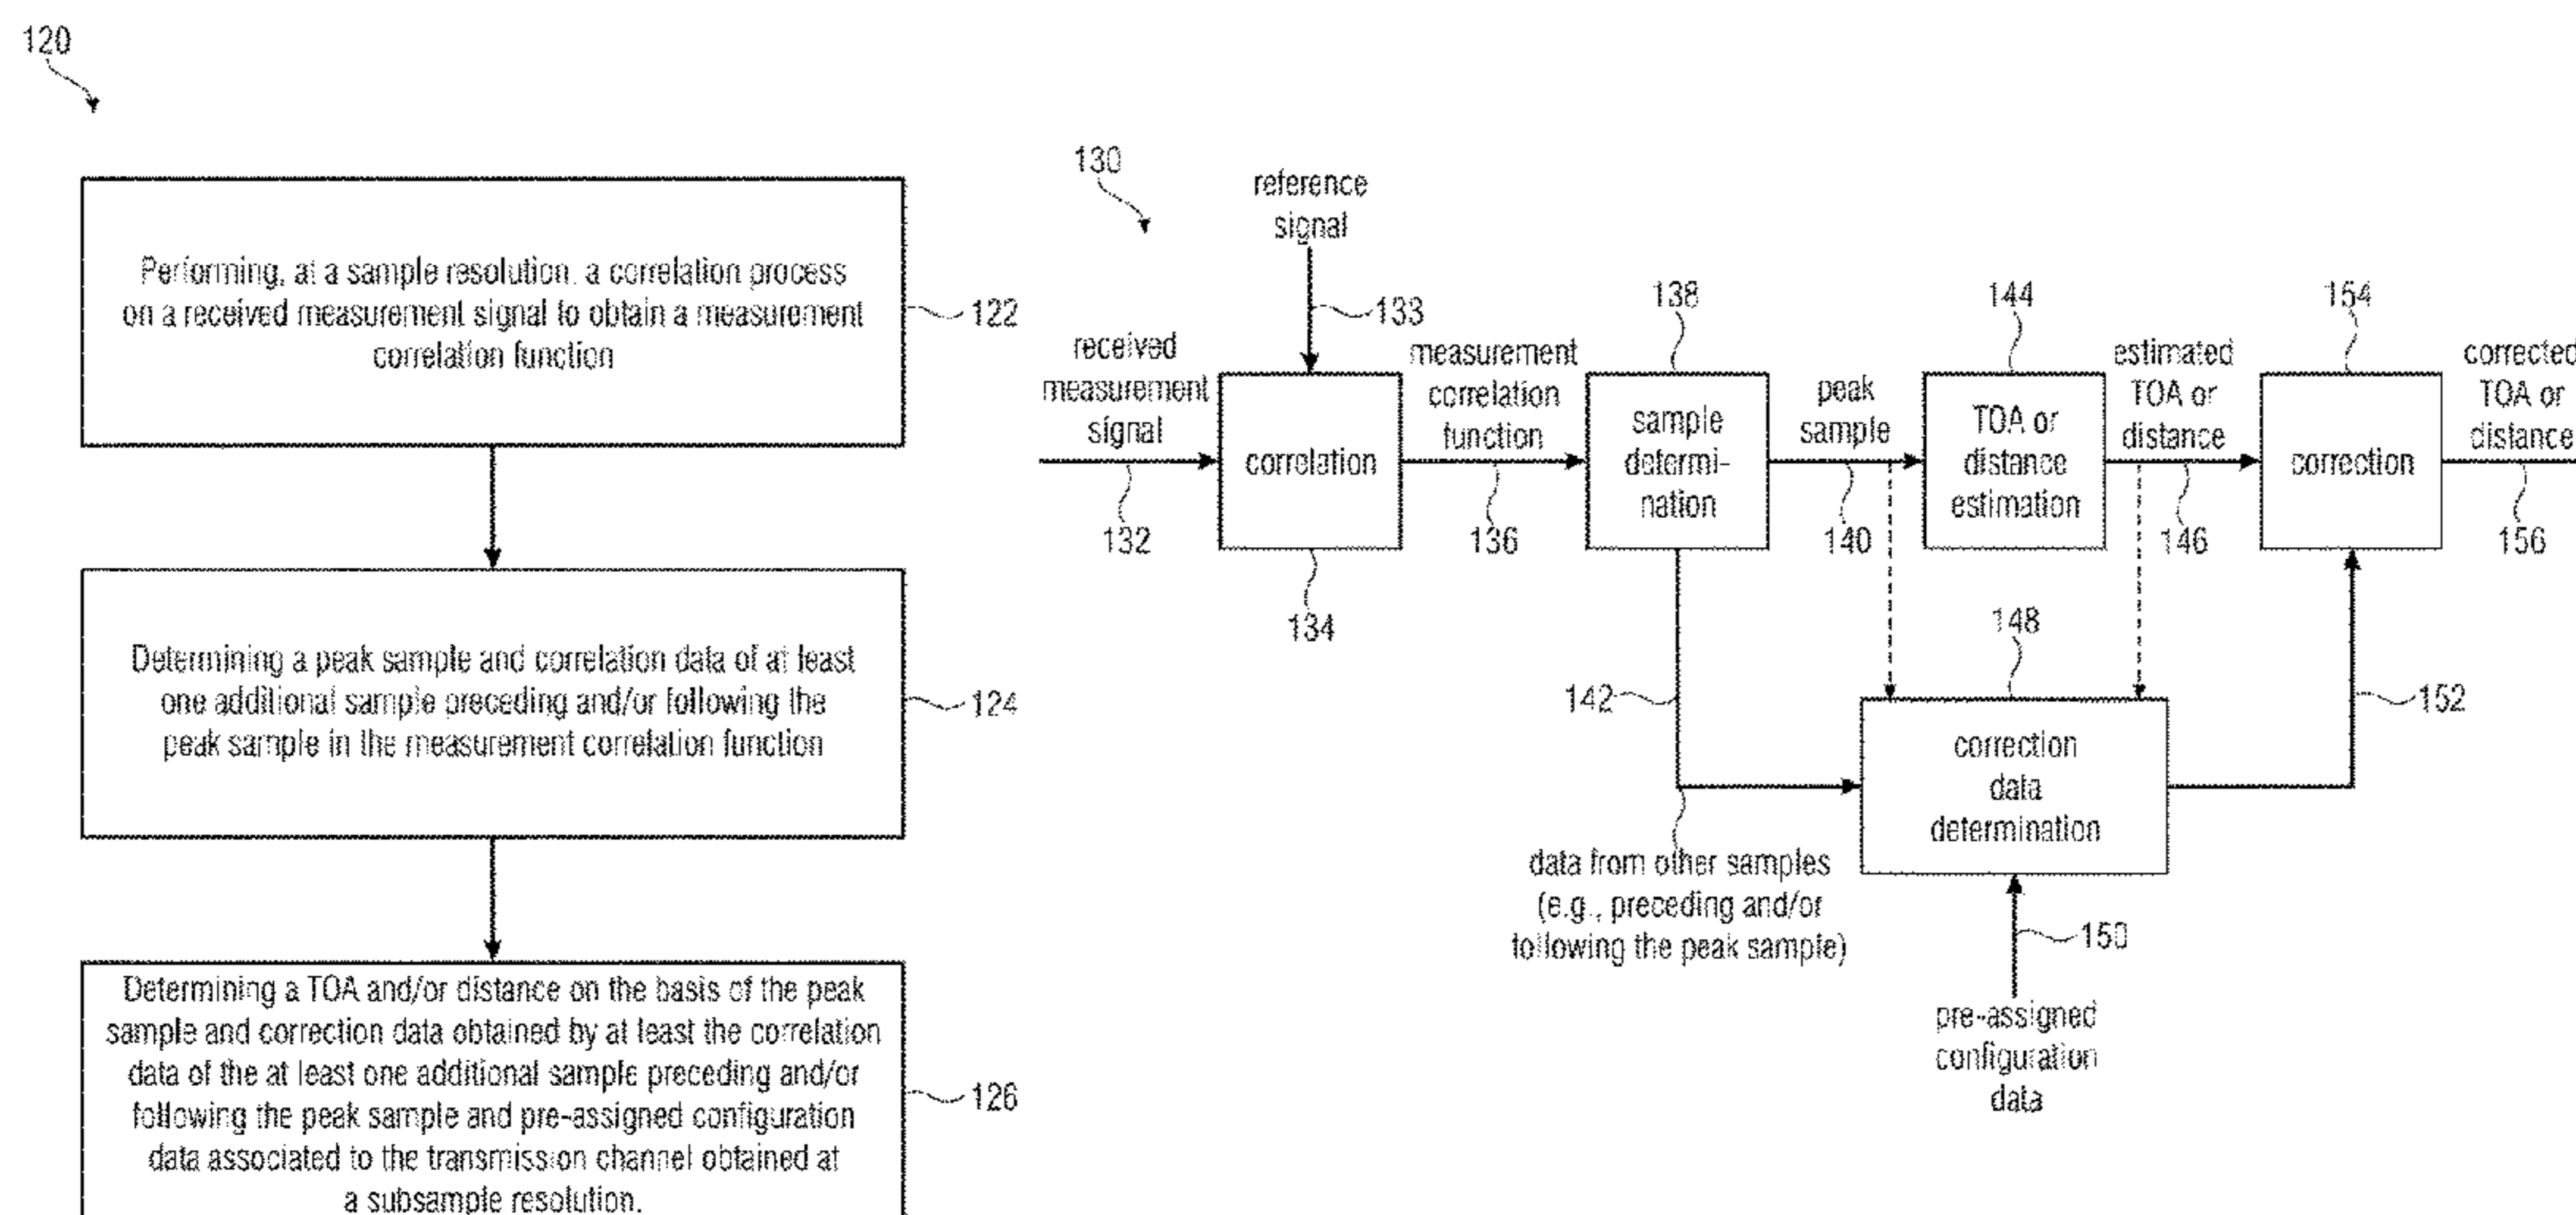 120
Performing, at a sample resolution, a correlation process
on a received measurement signal to obtain a measurement
correlation function
122
Determining a peak sample and correlation data of at least
one additional sample preceding and/or following the
peak sample in the measurement correlation function
124
Determining a TOA and/or distance on the basis of the peak
sample and correction data obtained by at least the correlation
data of the at least one additional sample preceding and/or
following the peak sample and pre-assigned configuration
data associated to the transmission channel obtained at
a subsample resolution.
126
130
reference
signal
133
received
measurement
signal
132
correlation
134
measurement
correlation
function
136
138
sample
determi-
nation
peak
sample
140
144
TOA or
distance
estimation
estimated
TOA or
distance
146
154
correction
corrected
TOA or
distance
156
142
data from other samples
(e.g., preceding and/or
following the peak sample)
148
correction
data
determination
152
150
pre-assigned
configuration
data